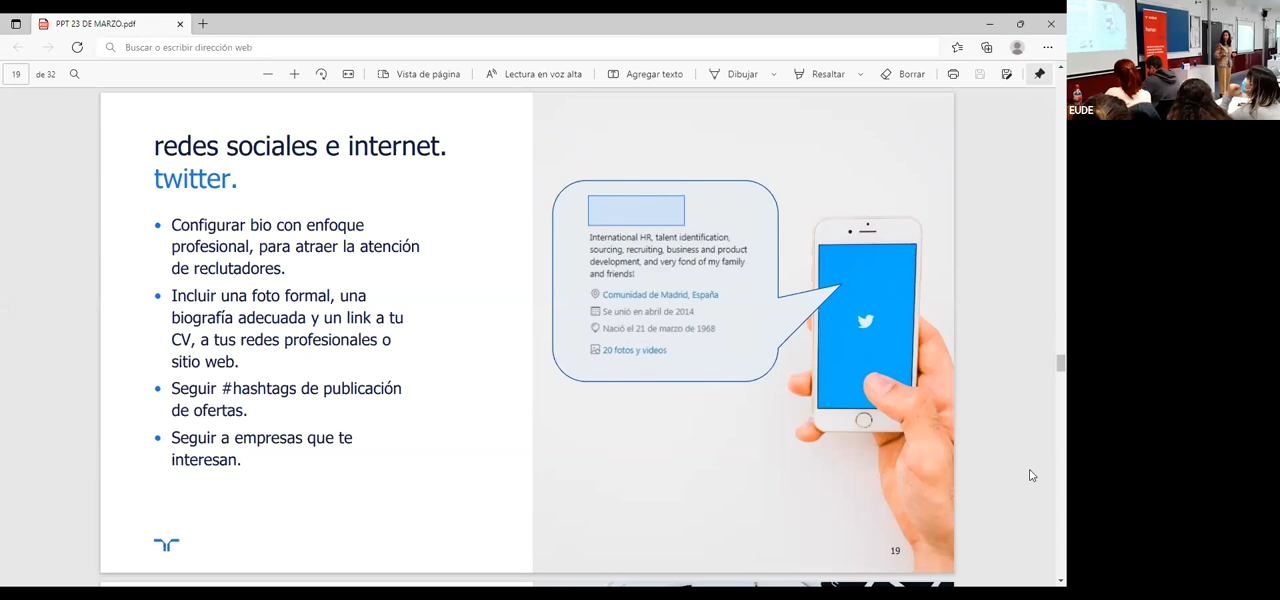 PPT 23 DE MARZO.pdf
Buscar o escribir dirección web
19 de 32
Vista de página
Lectura en voz alta
Agregar texto
Dibujar
Resaltar
Borrar
redes sociales e internet.
twitter.
• Configurar bio con enfoque
profesional, para atraer la atención
de reclutadores.
• Incluir una foto formal, una
biografía adecuada y un link a tu
CV, a tus redes profesionales o
sitio web.
• Seguir #hashtags de publicación
de ofertas.
• Seguir a empresas que te
interesan.
International HR, talent identification,
sourcing, recruiting, business and product
development, and very fond of my family
and friends!
Comunidad de Madrid, España
Se unió en abril de 2014
Nació el 21 de marzo de 1968
20 fotos y videos
19
EUDE